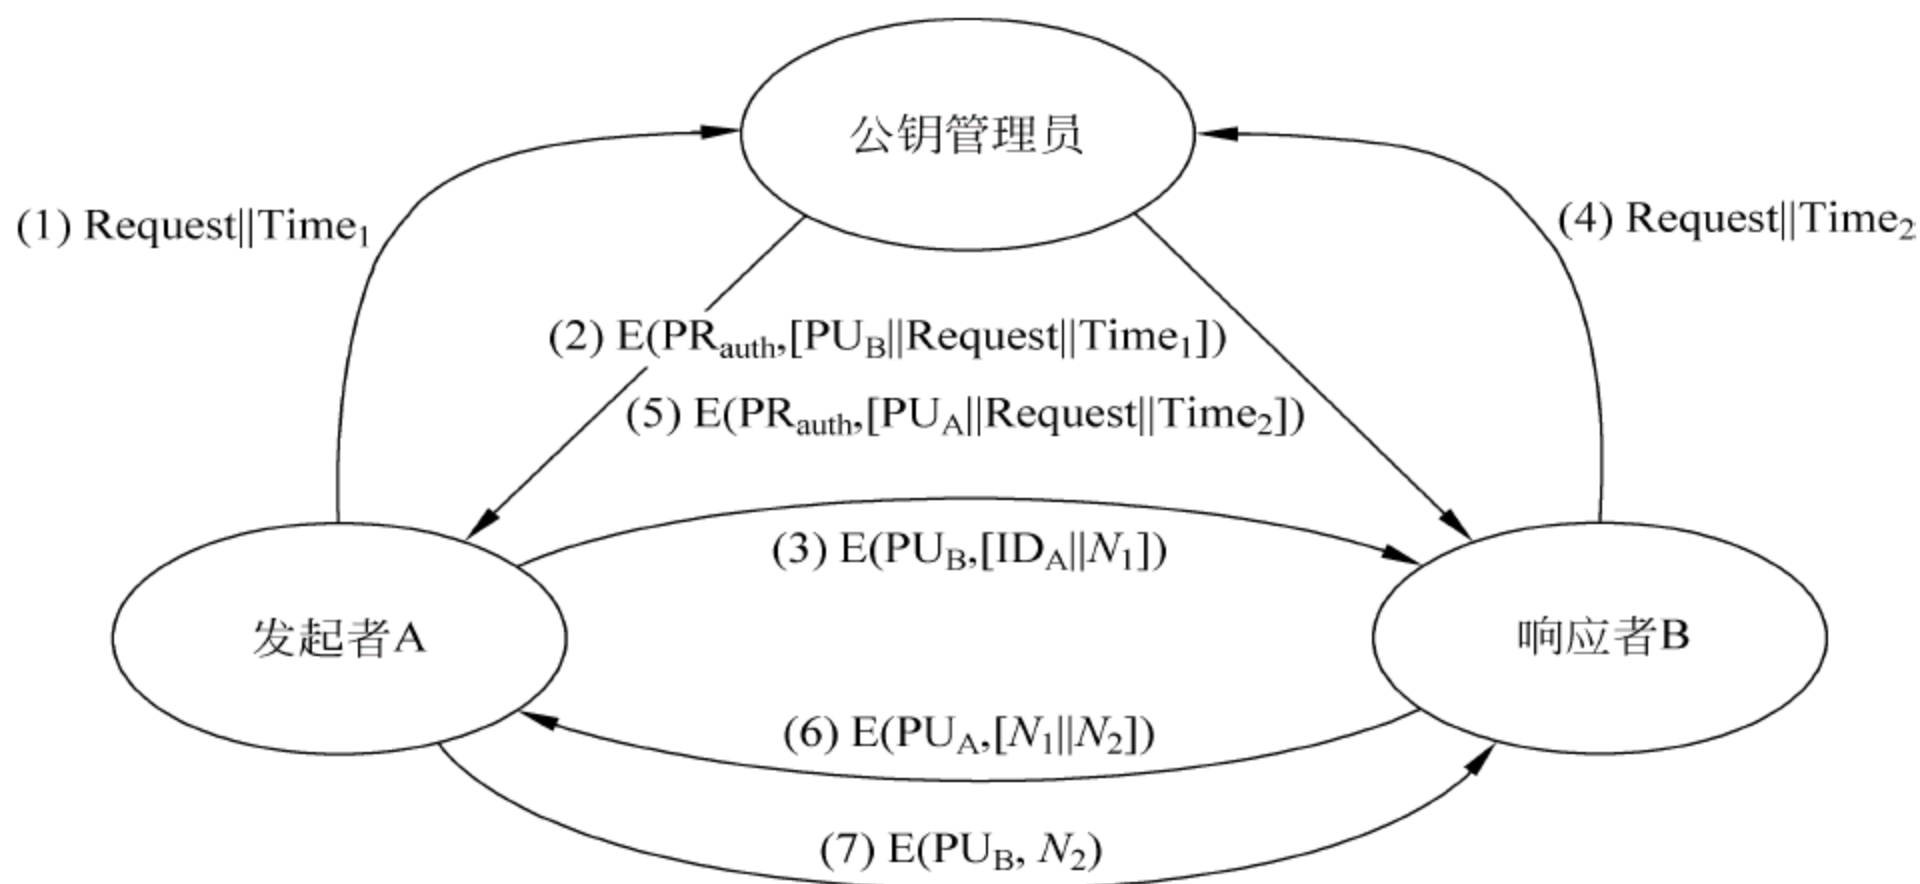 公钥管理员
(1) Request||Time₁
(4) Request||Time₂
(2) E(PRauth,[PUB||Request||Time₁])
(5) E(PRauth,[PUA||Request||Time₂])
(3) E(PUB,[IDA||N₁])
发起者A
响应者B
(6) E(PUA,[N₁||N₂])
(7) E(PUB, N₂)